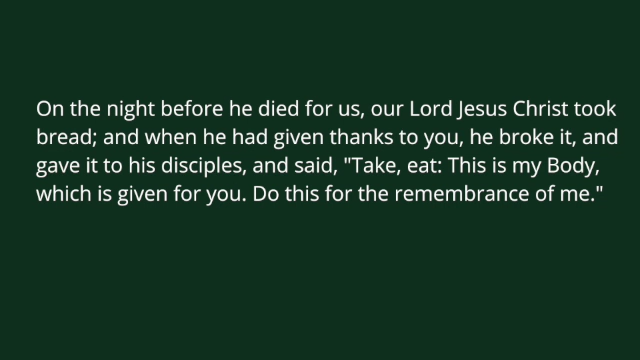 On the night before he died for us, our Lord Jesus Christ took
bread; and when he had given thanks to you, he broke it, and
gave it to his disciples, and said, "Take, eat: This is my Body,
which is given for you. Do this for the remembrance of me."